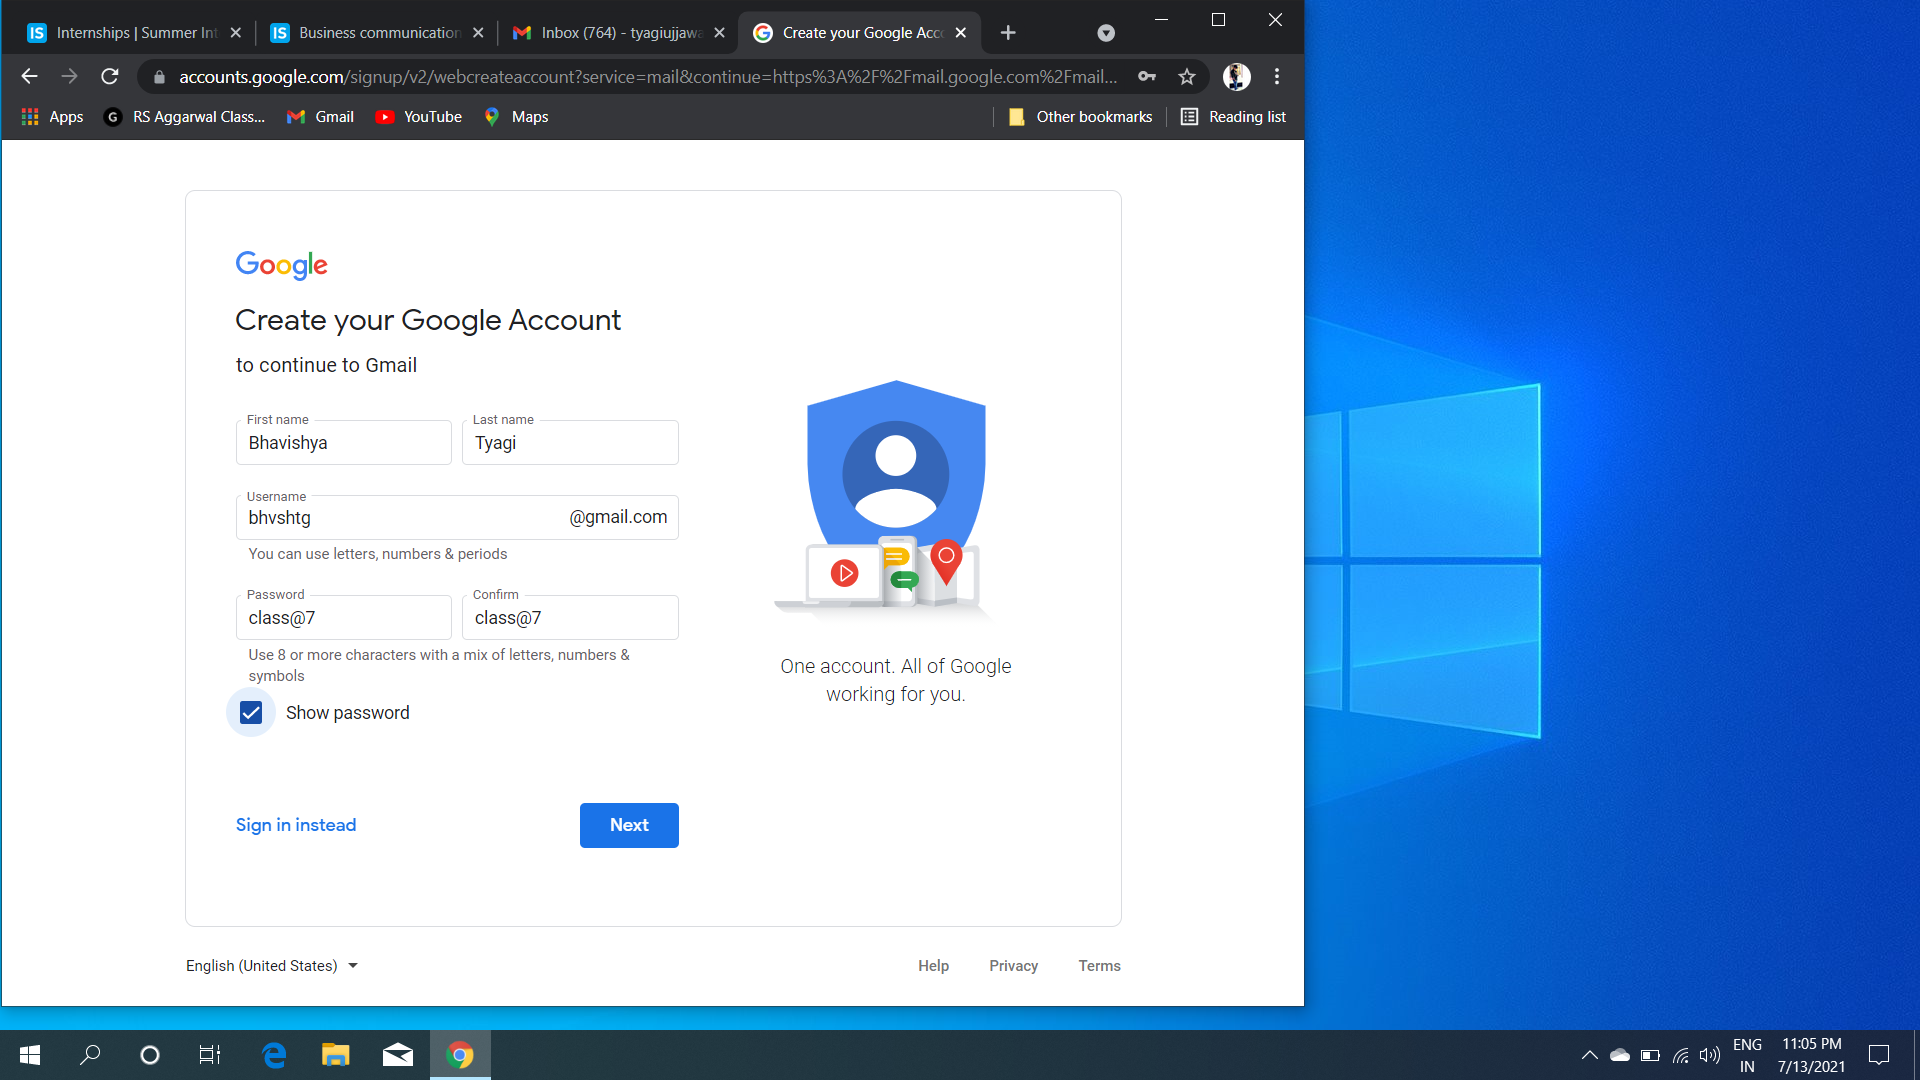 Internships | Summer Int
Business communication
Inbox (764) - tyagiujjawa
Create your Google Acco
accounts.google.com/signup/v2/webcreateaccount?service=mail&continue=https%3A%2F%2Fmail.google.com%2Fmail...
Apps
RS Aggarwal Class...
Gmail
YouTube
Maps
Other bookmarks
Reading list
Google
Create your Google Account
to continue to Gmail
First name
Last name
Bhavishya
Tyagi
Username
bhvshtg
@gmail.com
You can use letters, numbers & periods
Password
Confirm
class@7
class@7
Use 8 or more characters with a mix of letters, numbers &
symbols
Show password
One account. All of Google
working for you.
Sign in instead
Next
English (United States)
Help
Privacy
Terms
ENG
IN
11:05 PM
7/13/2021